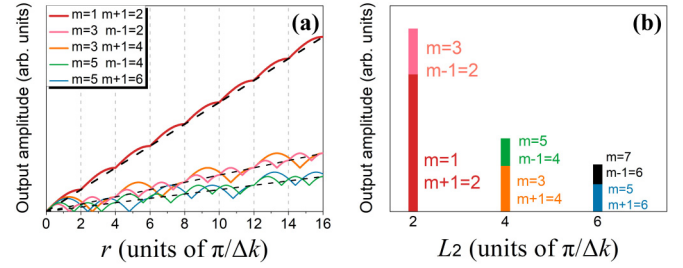 Output amplitude (arb. units)
m=1 m+1=2
m=3 m-1=2
m=3 m+1=4
m=5 m-1=4
m=5 m+1=6
(a)
0 2 4 6 8 10 12 14 16
r (units of π/Δk)
Output amplitude (arb. units)
(b)
m=3
m-1=2
m=1
m+1=2
m=5
m-1=4
m=3
m+1=4
m=7
m-1=6
m=5
m+1=6
2 4 6
L2 (units of π/Δk)